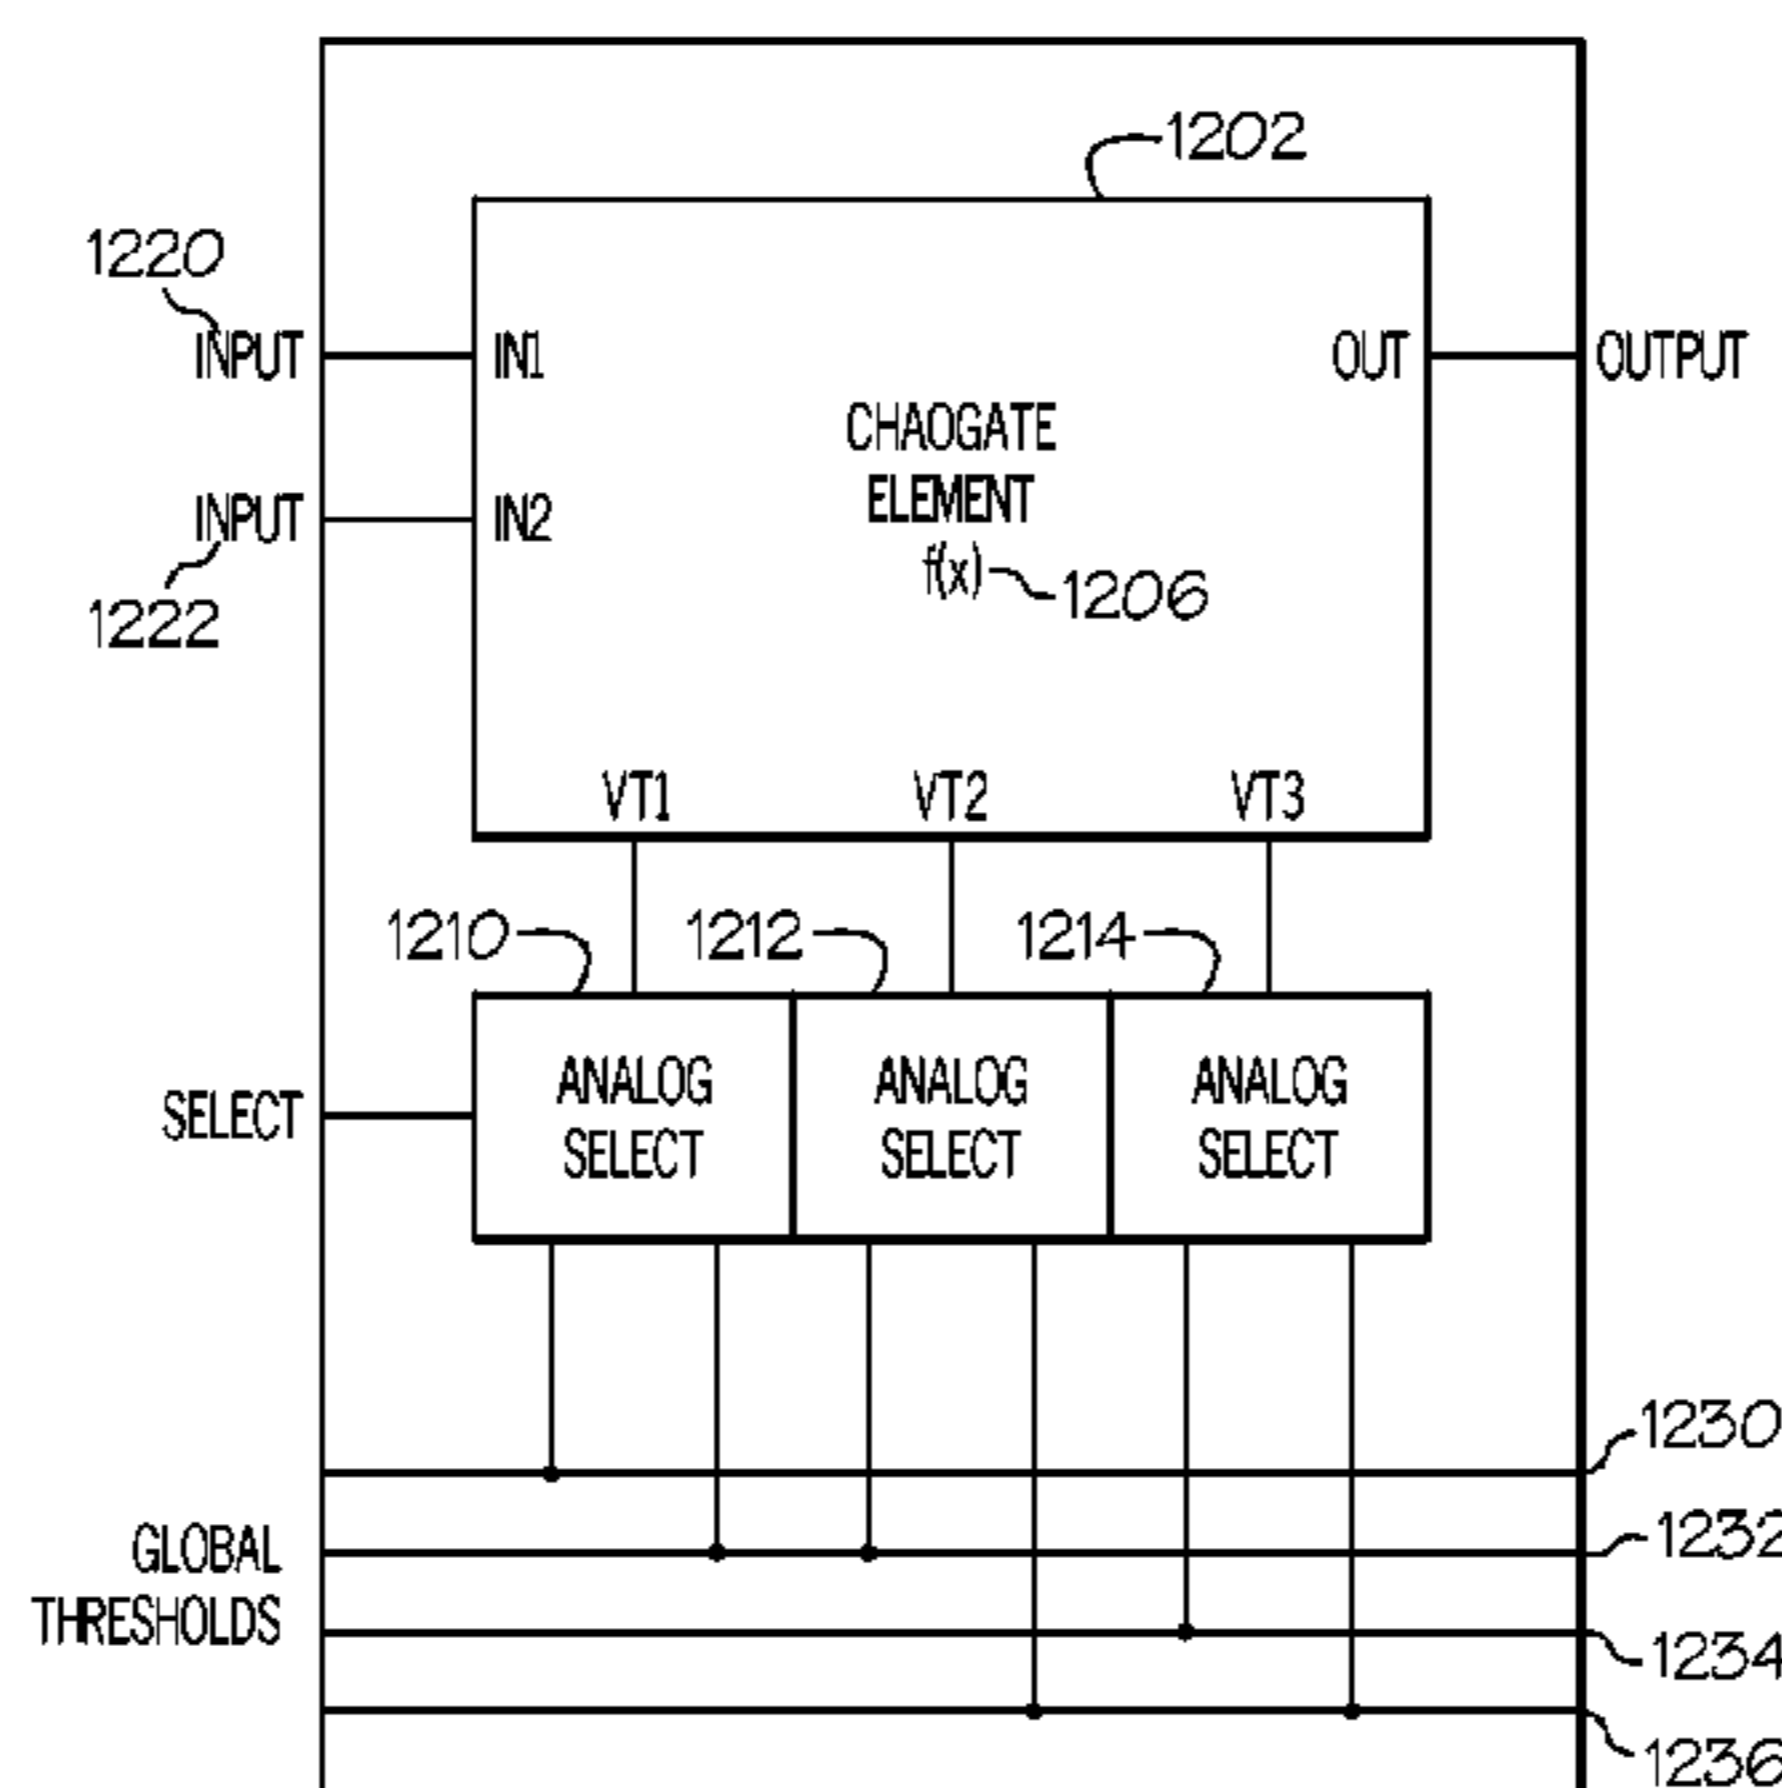 1202
1220
INPUT
IN1
OUT
OUTPUT
CHAOGATE
ELEMENT
f(x)
1206
INPUT
IN2
1222
VT1
VT2
VT3
1210
1212
1214
SELECT
ANALOG
SELECT
ANALOG
SELECT
ANALOG
SELECT
1230
GLOBAL
THRESHOLDS
1232
1234
1236